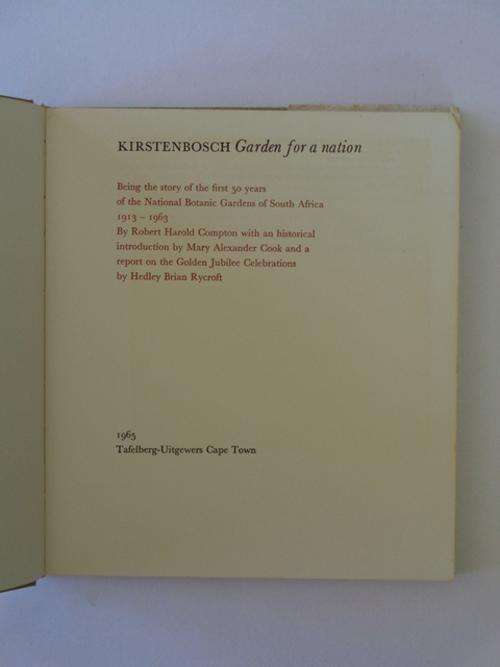 KIRSTENBOSCH Garden for a nation
Being the story of the first 50 years
of the National Botanic Gardens of South Africa
1913 – 1963
By Robert Harold Compton with an historical
introduction by Mary Alexander Cook and a
report on the Golden Jubilee Celebrations
by Hedley Brian Rycroft
1965
Tafelberg-Uitgewers Cape Town